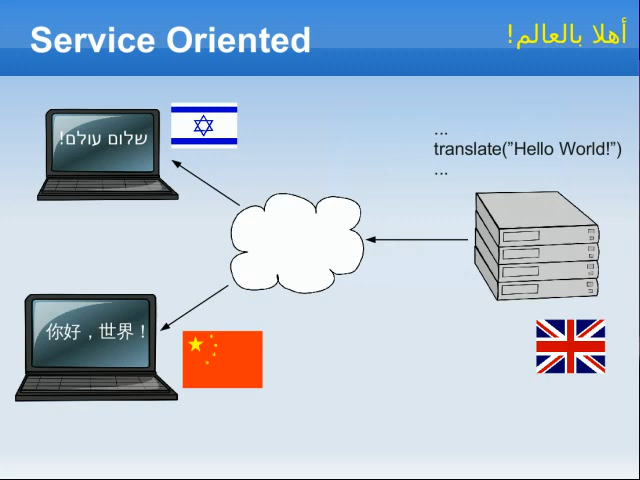 Service Oriented
أهلا بالعالم!
שלום עולם!
...
translate(”Hello World!”)
...
你好，世界！